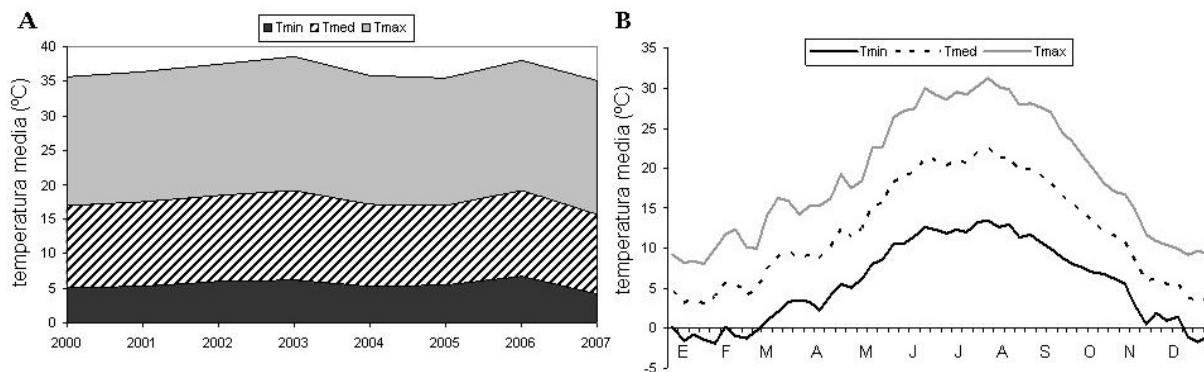 A
Tmin Tmed Tmax
temperatura media (ºC)
40
35
30
25
20
15
10
5
0
2000 2001 2002 2003 2004 2005 2006 2007
B
Tmin Tmed Tmax
temperatura media (ºC)
35
30
25
20
15
10
5
0
-5
E F M A M J J A S O N D